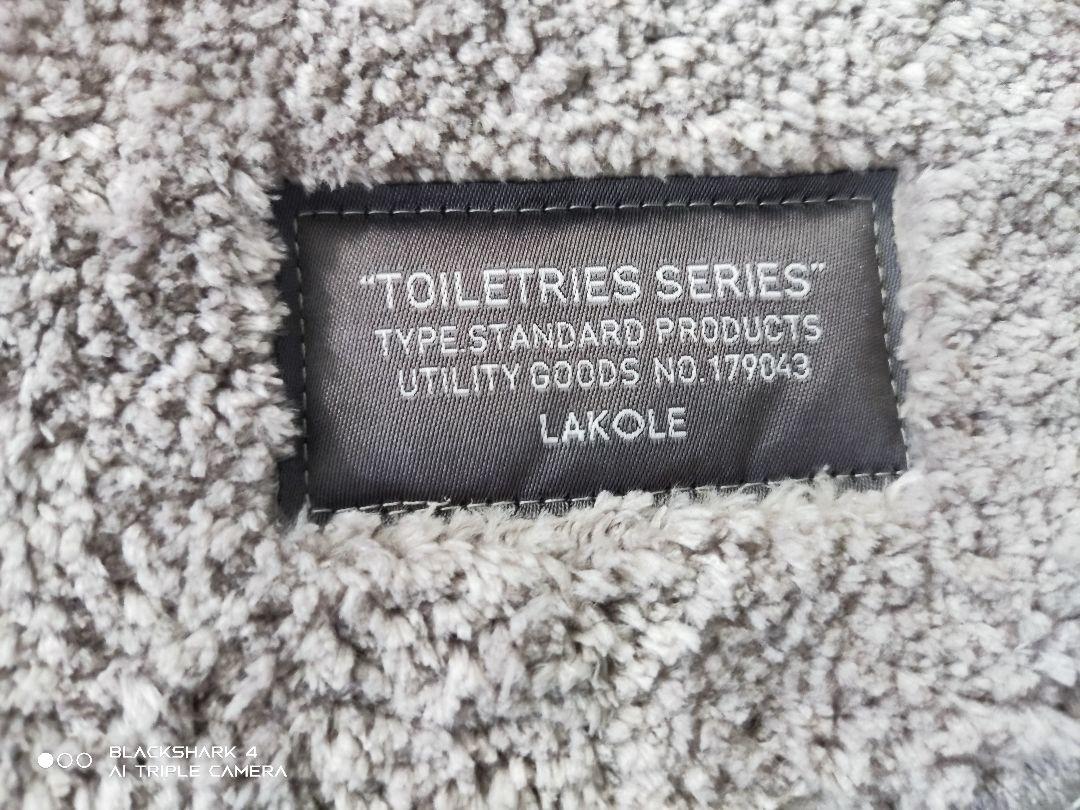 “TOILETRIES SERIES”
TYPE.STANDARD PRODUCTS
UTILITY GOODS NO.179043
LAKOLE
BLACKSHARK 4
AI TRIPLE CAMERA